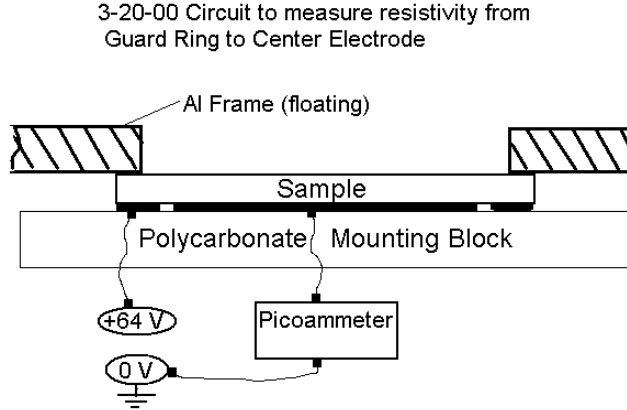 3-20-00 Circuit to measure resistivity from
Guard Ring to Center Electrode
Al Frame (floating)
Sample
Polycarbonate Mounting Block
+64 V
Picoammeter
0 V